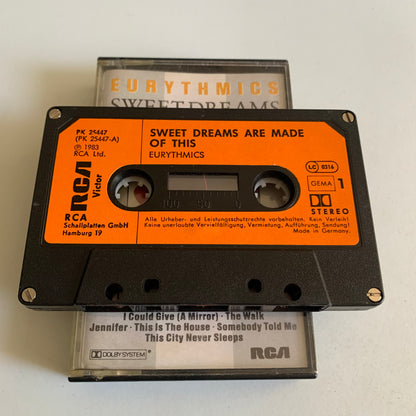 EURYTHMICS
SWEET DREAMS
PK 25447
(PK 25447-A)
℗ 1983
RCA Ltd.
SWEET DREAMS ARE MADE
OF THIS
EURYTHMICS
LC 0316
GEMA 1
RCA
Victor
100 50 0
STEREO
RCA
Schallplatten GmbH
Hamburg 19
Alle Urheber- und Leistungsschutzrechte vorbehalten. Kein Verleih!
Keine unerlaubte Vervielfältigung, Vermietung, Aufführung, Sendung!
Made in Germany.
I Could Give (A Mirror) · The Walk
Jennifer · This Is The House · Somebody Told Me
This City Never Sleeps
DOLBY SYSTEM
RCA